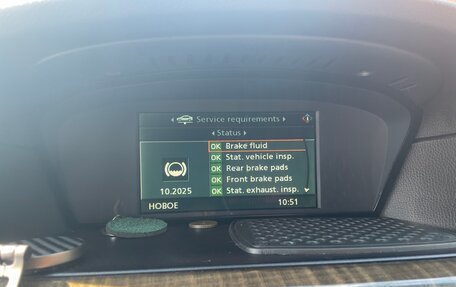 Service requirements
Status
OK Brake fluid
OK Stat. vehicle insp.
OK Rear brake pads
OK Front brake pads
10.2025 OK Stat. exhaust. insp.
НОВОЕ 10:51